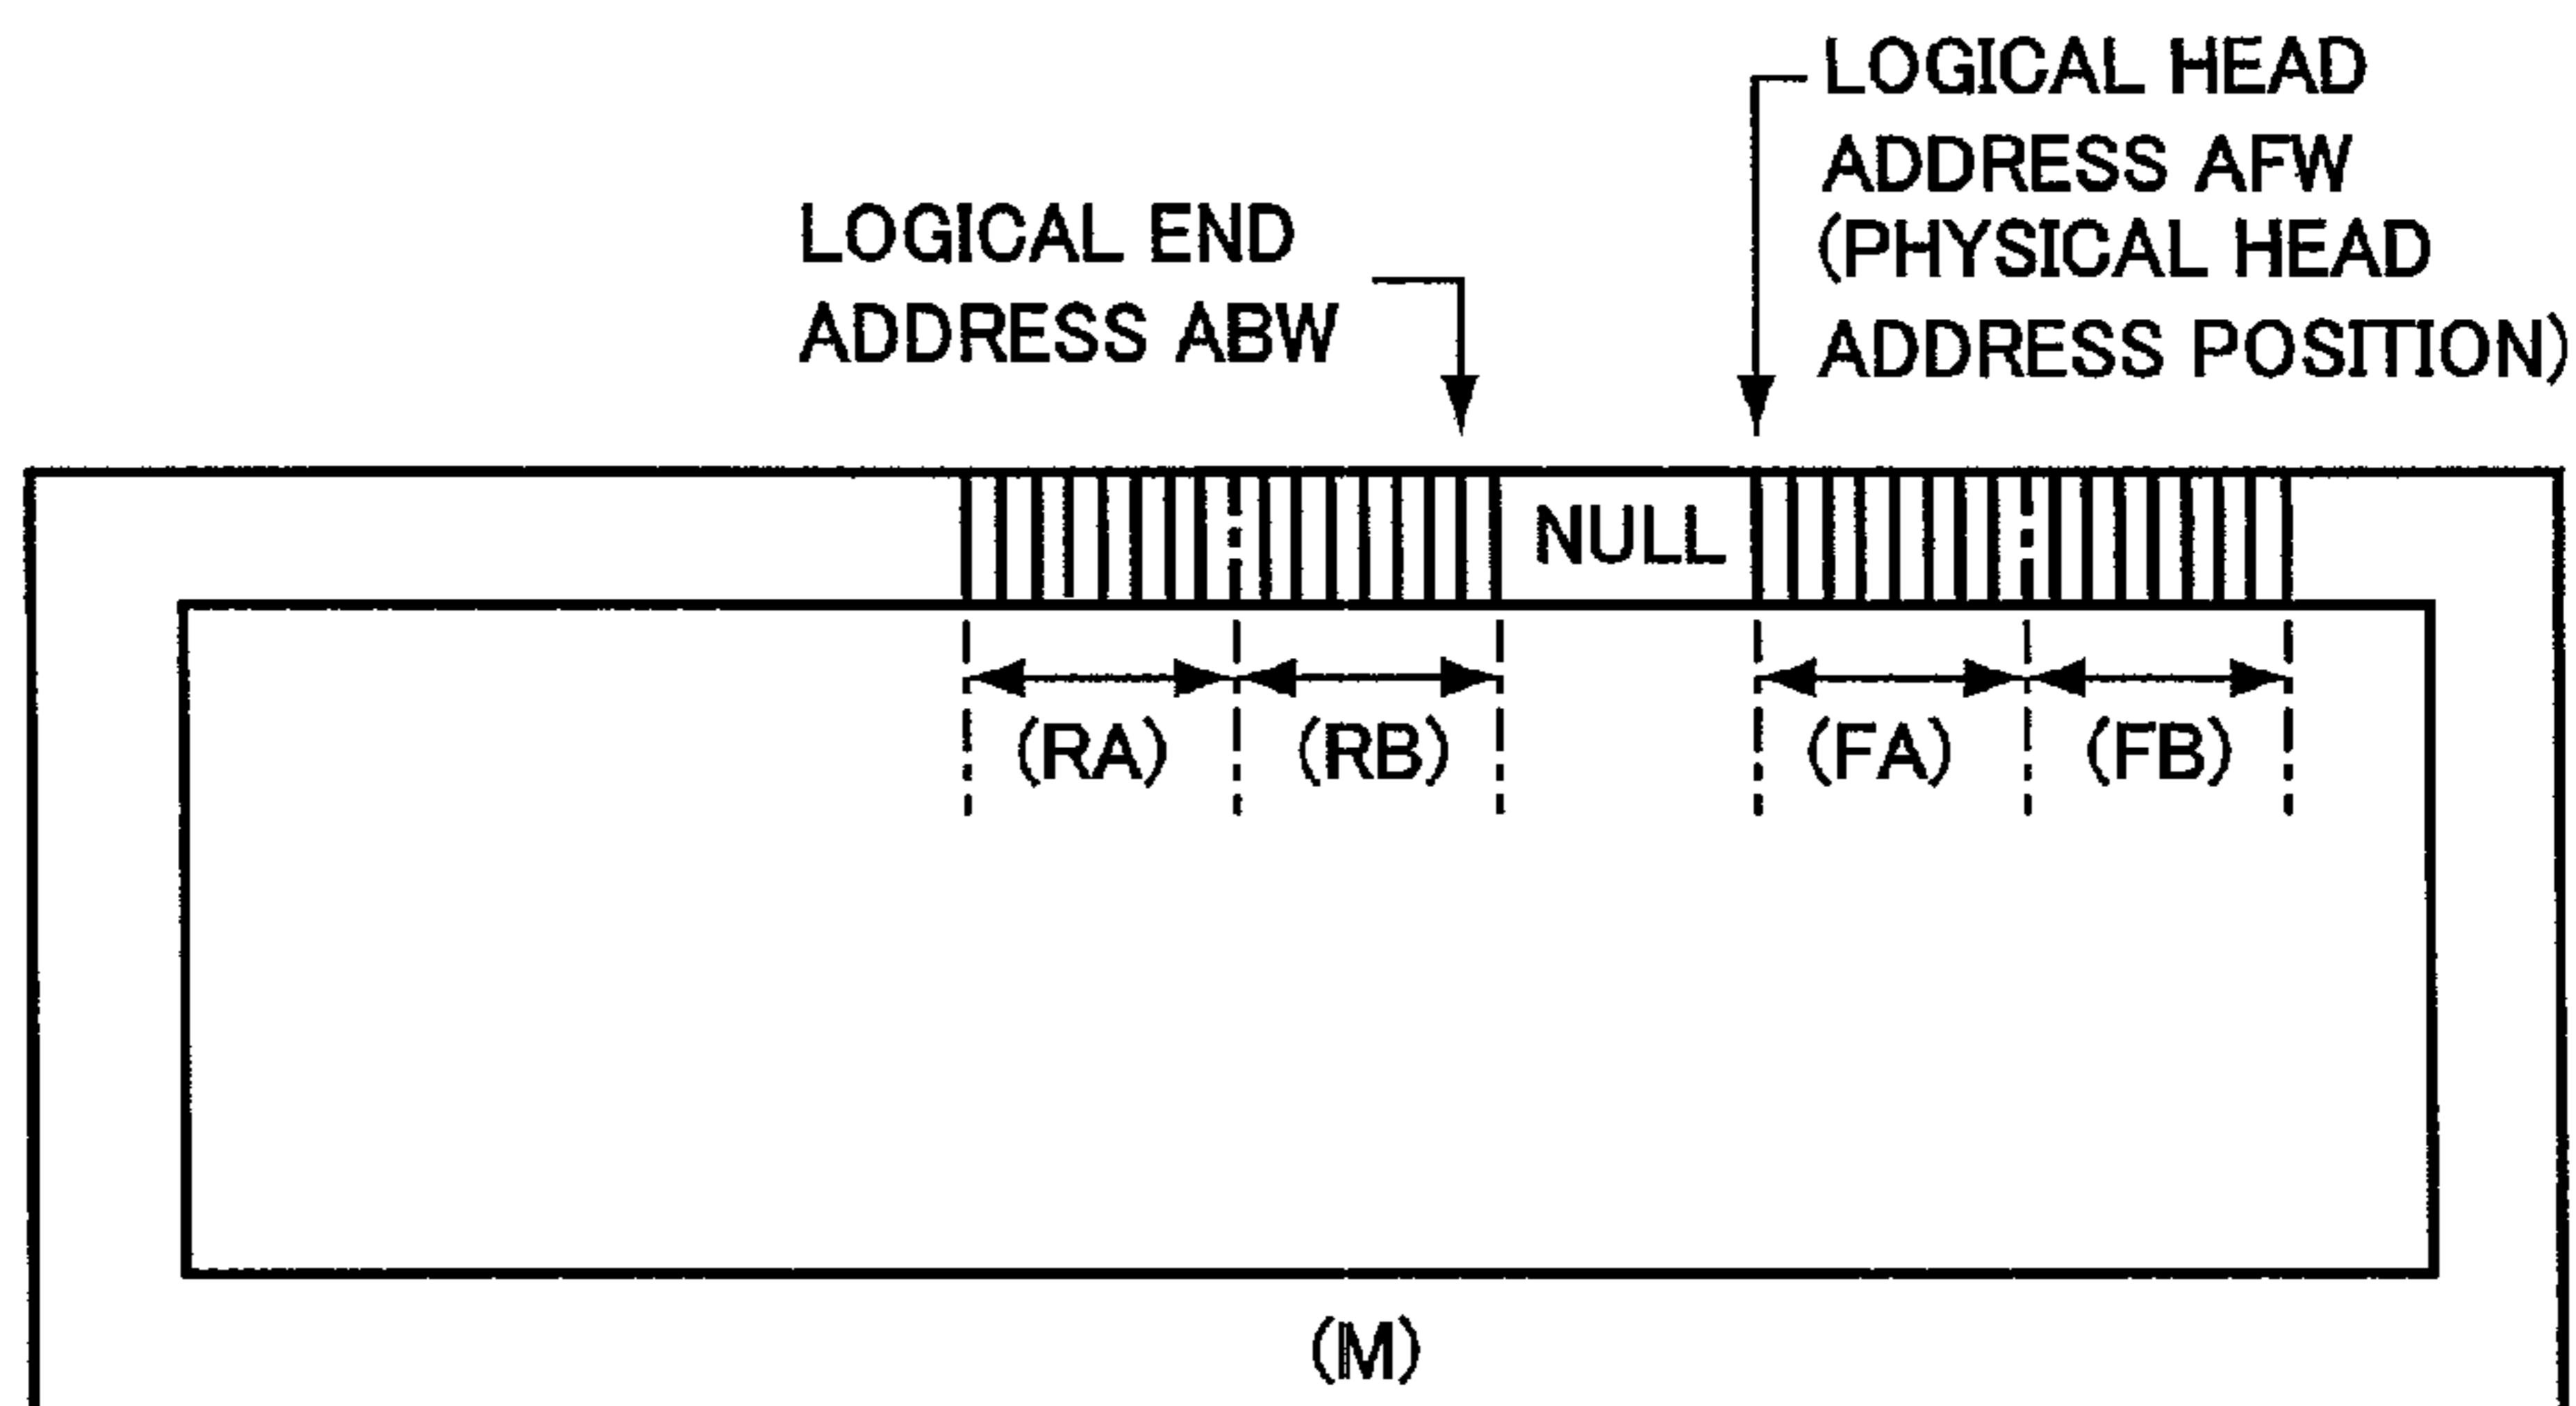 LOGICAL HEAD
ADDRESS AFW
(PHYSICAL HEAD
ADDRESS POSITION)
LOGICAL END
ADDRESS ABW
NULL
(RA) (RB) (FA) (FB)
(M)